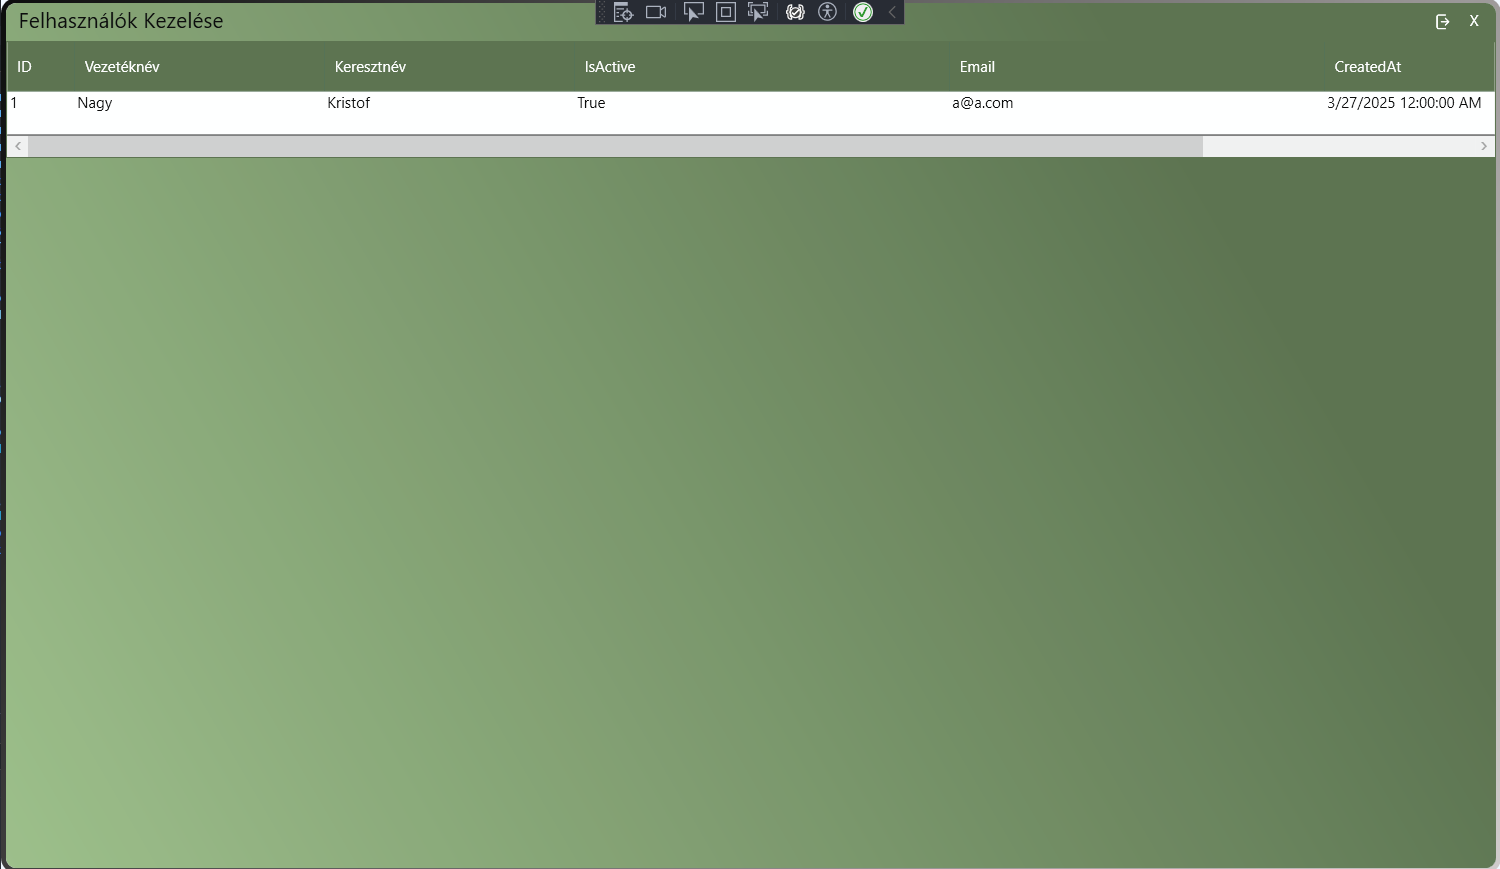 Felhasználók Kezelése X
ID Vezetéknév Keresztnév IsActive Email CreatedAt
1 Nagy Kristof True a@a.com 3/27/2025 12:00:00 AM